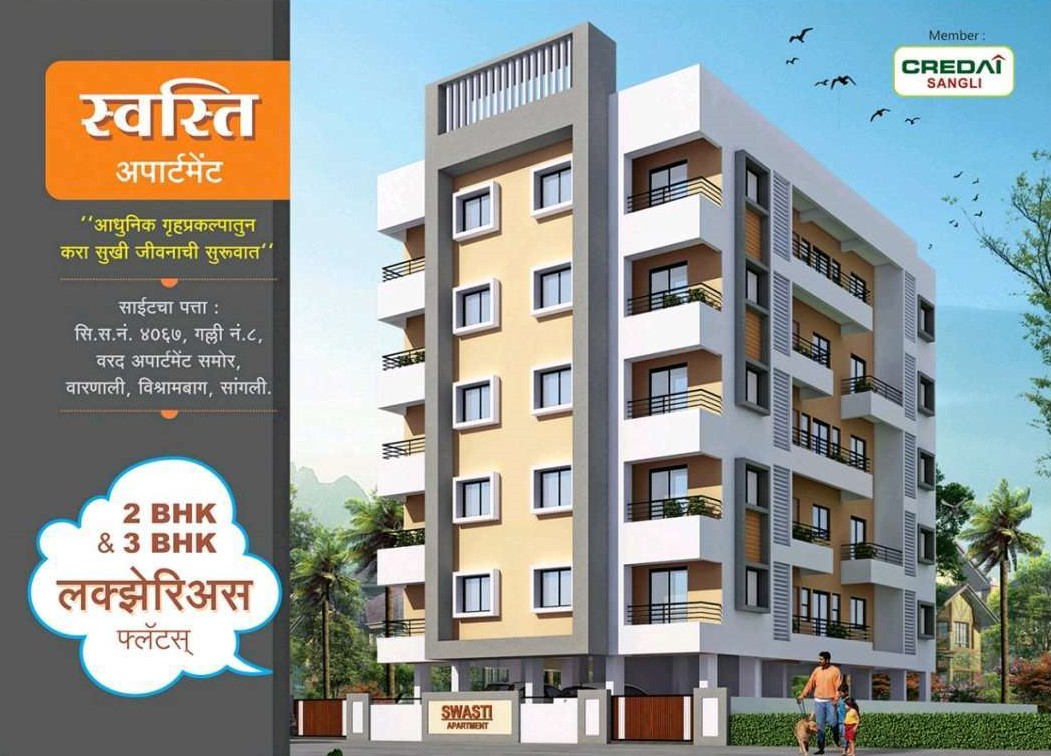 स्वस्ति
अपार्टमेंट
‘‘आधुनिक गृहप्रकल्पातुन
करा सुखी जीवनाची सुरूवात‘‘
साईटचा पत्ता :
सि.स.नं. ४०६७, गल्ली नं.८,
वरद अपार्टमेंट समोर,
वारणाली, विश्रामबाग, सांगली.
2 BHK
& 3 BHK
लक्झेरिअस
फ्लॅटस्
Member :
CREDAI
SANGLI
SWASTI
APARTMENT